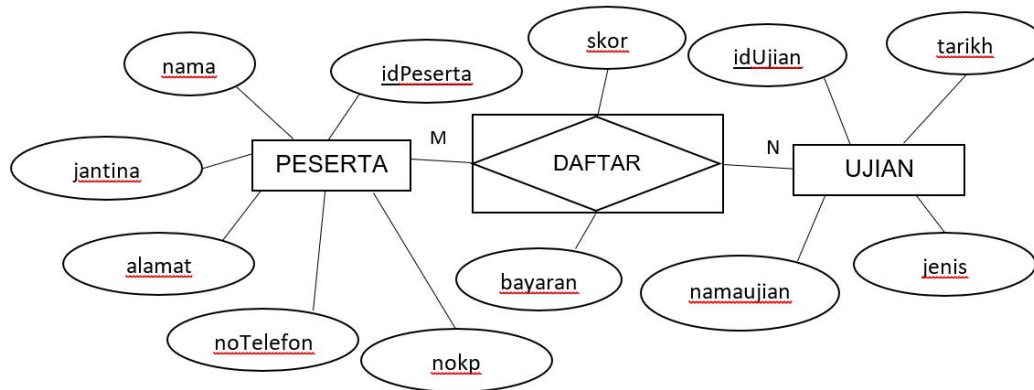 skor
idUjian
tarikh
nama
idPeserta
M
N
PESERTA
DAFTAR
UJIAN
jantina
alamat
bayaran
namaujian
jenis
noTelefon
nokp